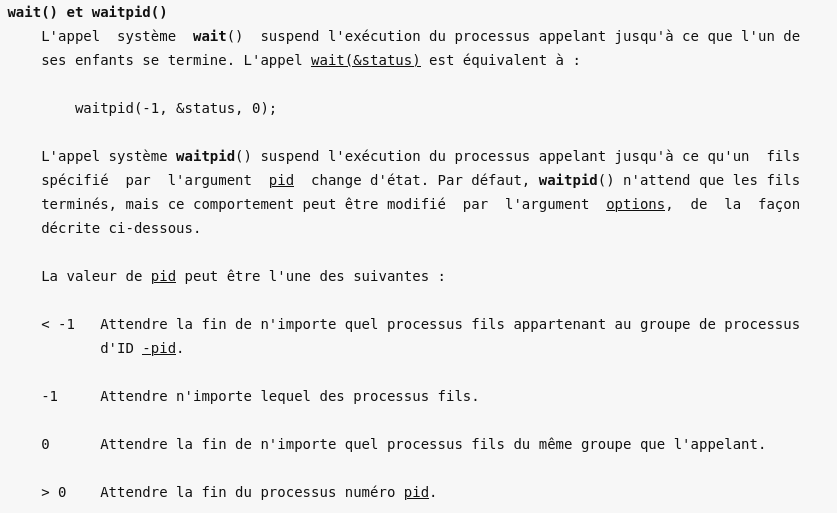 wait() et waitpid()
L'appel système wait() suspend l'exécution du processus appelant jusqu'à ce que l'un de
ses enfants se termine. L'appel wait(&status) est équivalent à :
waitpid(-1, &status, 0);
L'appel système waitpid() suspend l'exécution du processus appelant jusqu'à ce qu'un fils
spécifié par l'argument pid change d'état. Par défaut, waitpid() n'attend que les fils
terminés, mais ce comportement peut être modifié par l'argument options, de la façon
décrite ci-dessous.
La valeur de pid peut être l'une des suivantes :
< -1 Attendre la fin de n'importe quel processus fils appartenant au groupe de processus
d'ID -pid.
-1 Attendre n'importe lequel des processus fils.
0 Attendre la fin de n'importe quel processus fils du même groupe que l'appelant.
> 0 Attendre la fin du processus numéro pid.